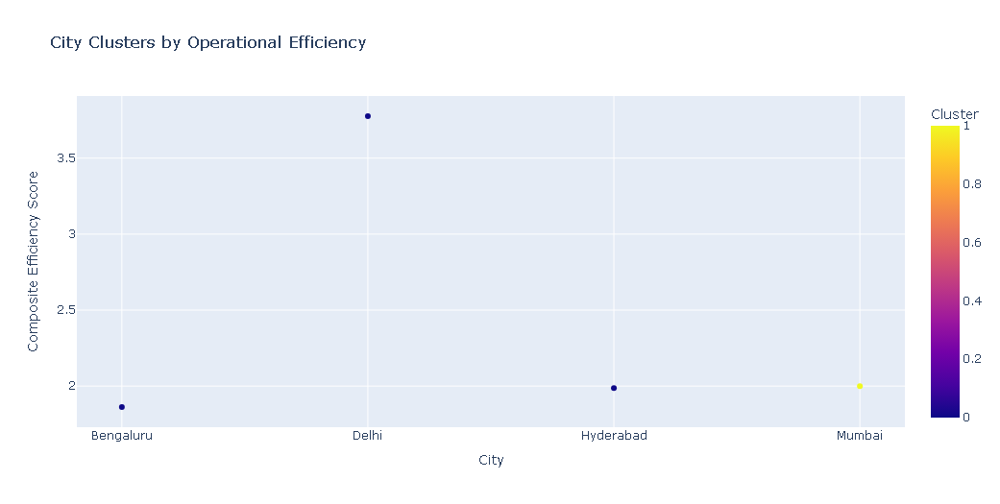 City Clusters by Operational Efficiency
Composite Efficiency Score
3.5
3
2.5
2
Bengaluru
Delhi
Hyderabad
Mumbai
City
Cluster
1
0.8
0.6
0.4
0.2
0